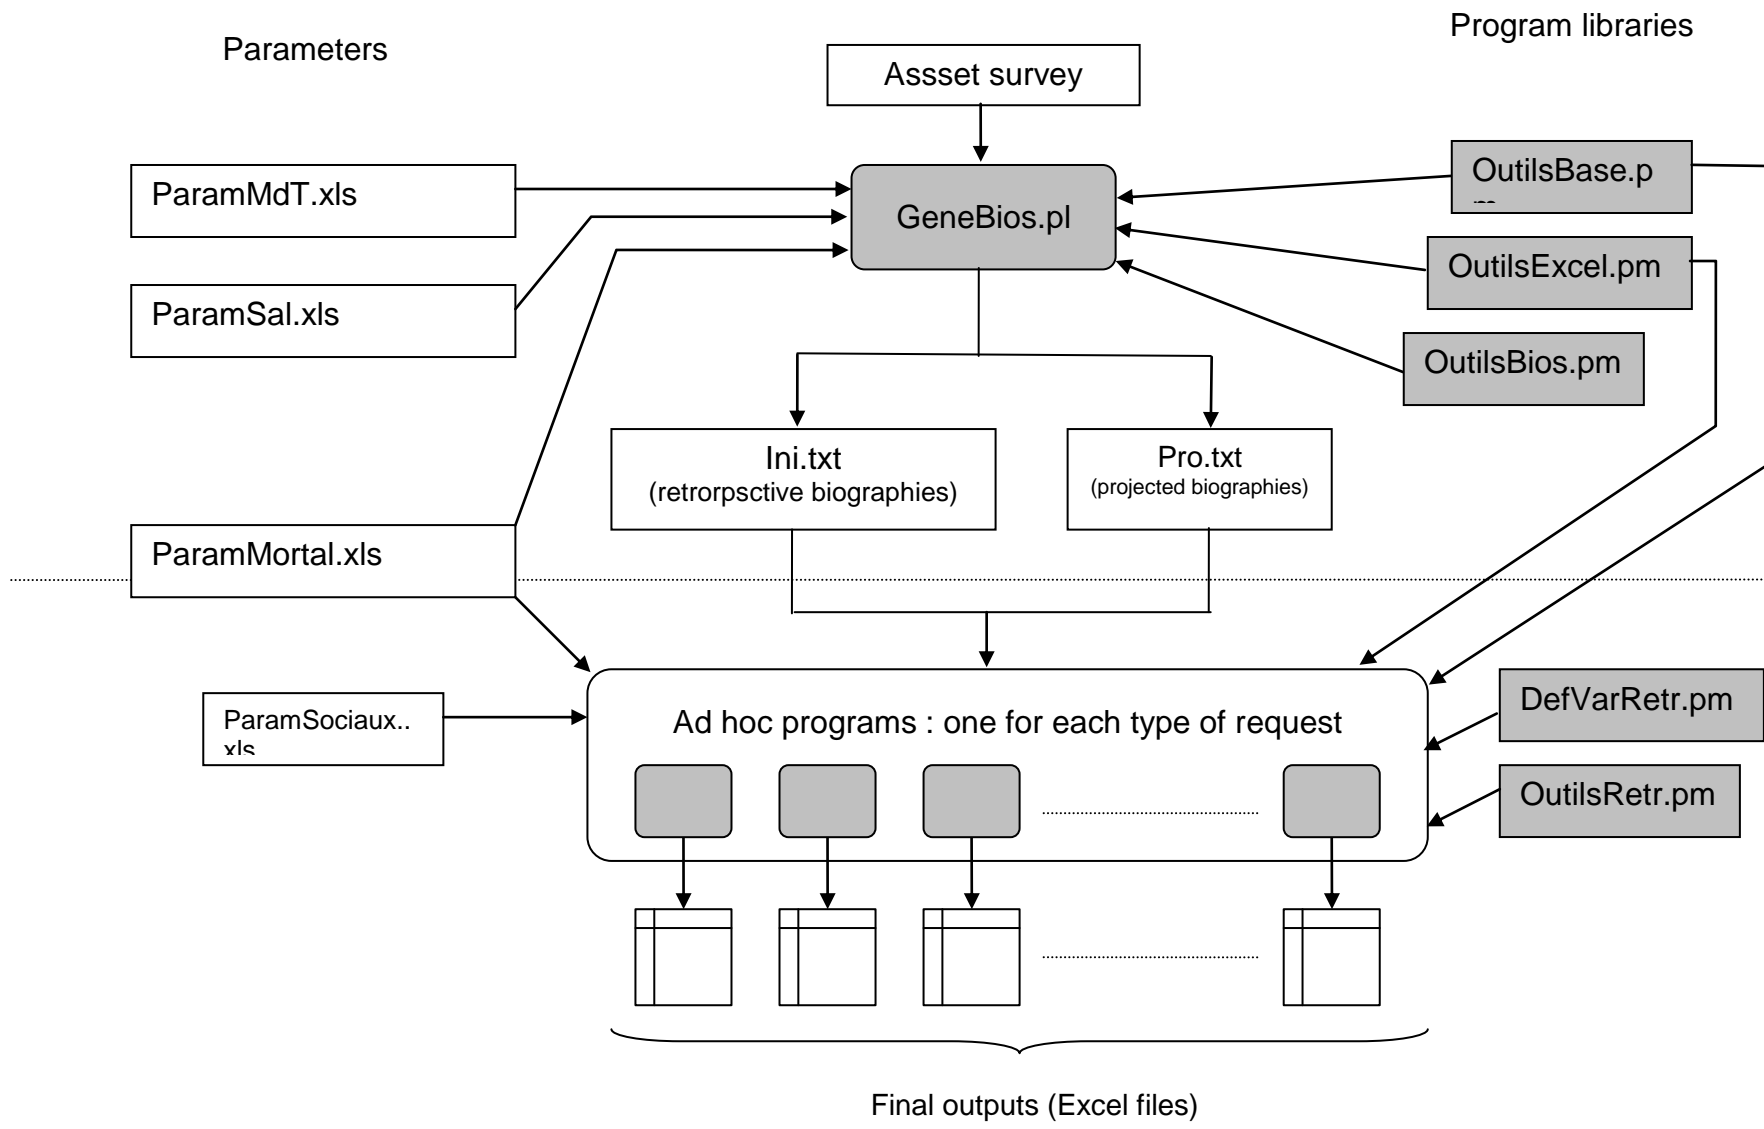 Parameters
Program libraries
Assset survey
ParamMdT.xls
GeneBios.pl
OutilsBase.p
OutilsExcel.pm
ParamSal.xls
OutilsBios.pm
Ini.txt
(retrorpsctive biographies)
Pro.txt
(projected biographies)
ParamMortal.xls
ParamSociaux..
xls
Ad hoc programs : one for each type of request
DefVarRetr.pm
OutilsRetr.pm
Final outputs (Excel files)